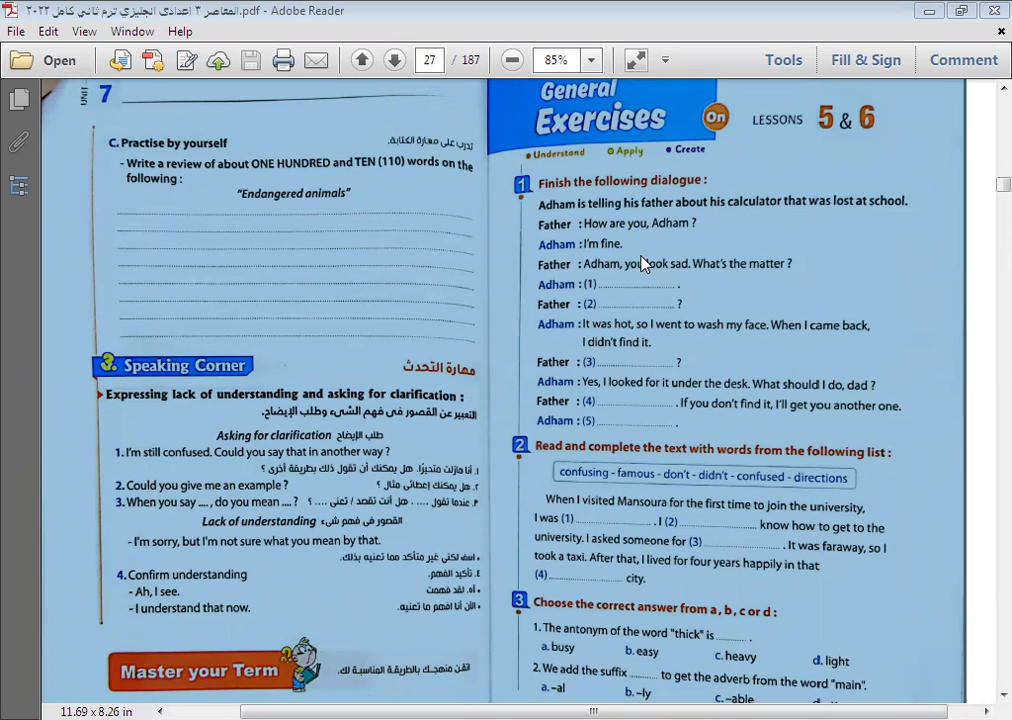 المعاصر ٣ اعدادى انجليزي ترم ثاني كامل ٢٠٢٢.pdf - Adobe Reader
File Edit View Window Help
Open 27 / 187 85% Tools Fill & Sign Comment
UNIT 7
C. Practise by yourself تدرب على مهارة الكتابة.
- Write a review of about ONE HUNDRED and TEN (110) words on the
following :
"Endangered animals"
3. Speaking Corner مهارة التحدث
Expressing lack of understanding and asking for clarification :
التعبير عن القصور فى فهم الشىء وطلب الإيضاح.
Asking for clarification طلب الإيضاح
1. I'm still confused. Could you say that in another way ?
١. أنا مازلت متحيرًا. هل يمكنك أن تقول ذلك بطريقة أخرى ؟
2. Could you give me an example ? ٢. هل يمكنك إعطائي مثال ؟
3. When you say ...., do you mean .... ? ٣. عندما تقول .... ، هل أنت تقصد / تعنى .... ؟
Lack of understanding القصور فى فهم شىء
- I'm sorry, but I'm not sure what you mean by that.
• آسف لكنى غير متأكد مما تعنيه بذلك.
4. Confirm understanding ٤. تأكيد الفهم.
- Ah, I see. • آه، لقد فهمت
- I understand that now. • الآن أنا أفهم ما تعنيه.
Master your Term اتقن منهجك بالطريقة المناسبة لك.
General
Exercises On LESSONS 5 & 6
• Understand • Apply • Create
1 Finish the following dialogue :
Adham is telling his father about his calculator that was lost at school.
Father : How are you, Adham ?
Adham : I'm fine.
Father : Adham, you look sad. What's the matter ?
Adham : (1) ........................ .
Father : (2) ........................ ?
Adham : It was hot, so I went to wash my face. When I came back,
I didn't find it.
Father : (3) ........................ ?
Adham : Yes, I looked for it under the desk. What should I do, dad ?
Father : (4) ........................ . If you don't find it, I'll get you another one.
Adham : (5) ........................ .
2 Read and complete the text with words from the following list :
confusing - famous - don't - didn't - confused - directions
When I visited Mansoura for the first time to join the university,
I was (1) ........................ . I (2) ........................ know how to get to the
university. I asked someone for (3) ........................ . It was faraway, so I
took a taxi. After that, I lived for four years happily in that
(4) ........................ city.
3 Choose the correct answer from a, b, c or d :
1. The antonym of the word "thick" is ........ .
a. busy b. easy c. heavy d. light
2. We add the suffix ........ to get the adverb from the word "main".
a. –al b. –ly c. –able
11.69 x 8.26 in